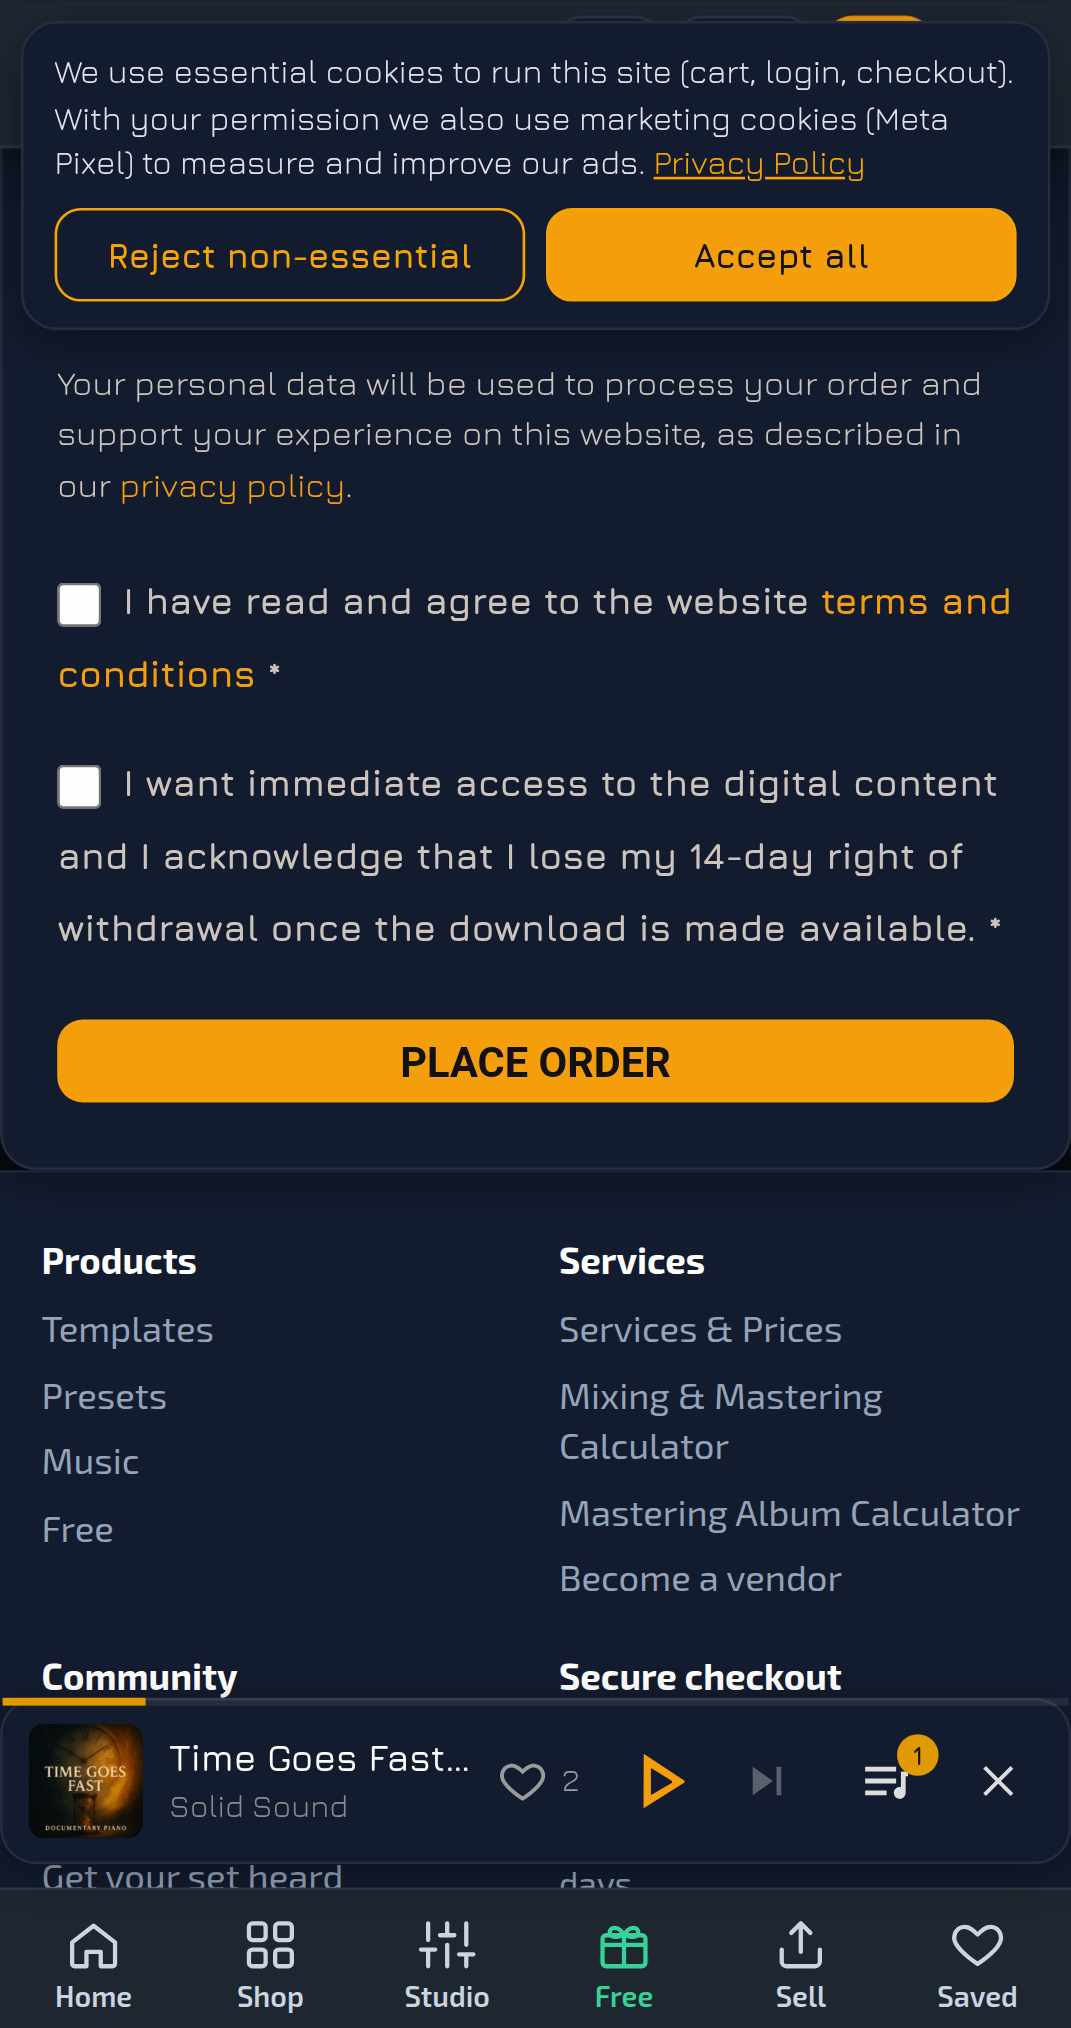 We use essential cookies to run this site (cart, login, checkout).
With your permission we also use marketing cookies (Meta
Pixel) to measure and improve our ads. Privacy Policy
Reject non-essential
Accept all
Your personal data will be used to process your order and
support your experience on this website, as described in
our privacy policy.
I have read and agree to the website terms and
conditions *
I want immediate access to the digital content
and I acknowledge that I lose my 14-day right of
withdrawal once the download is made available. *
PLACE ORDER
Products
Templates
Presets
Music
Free
Services
Services & Prices
Mixing & Mastering
Calculator
Mastering Album Calculator
Become a vendor
Community
Secure checkout
TIME GOES
FAST
DOCUMENTARY PIANO
Time Goes Fast...
Solid Sound
2
1
Get your set heard
days
Home
Shop
Studio
Free
Sell
Saved